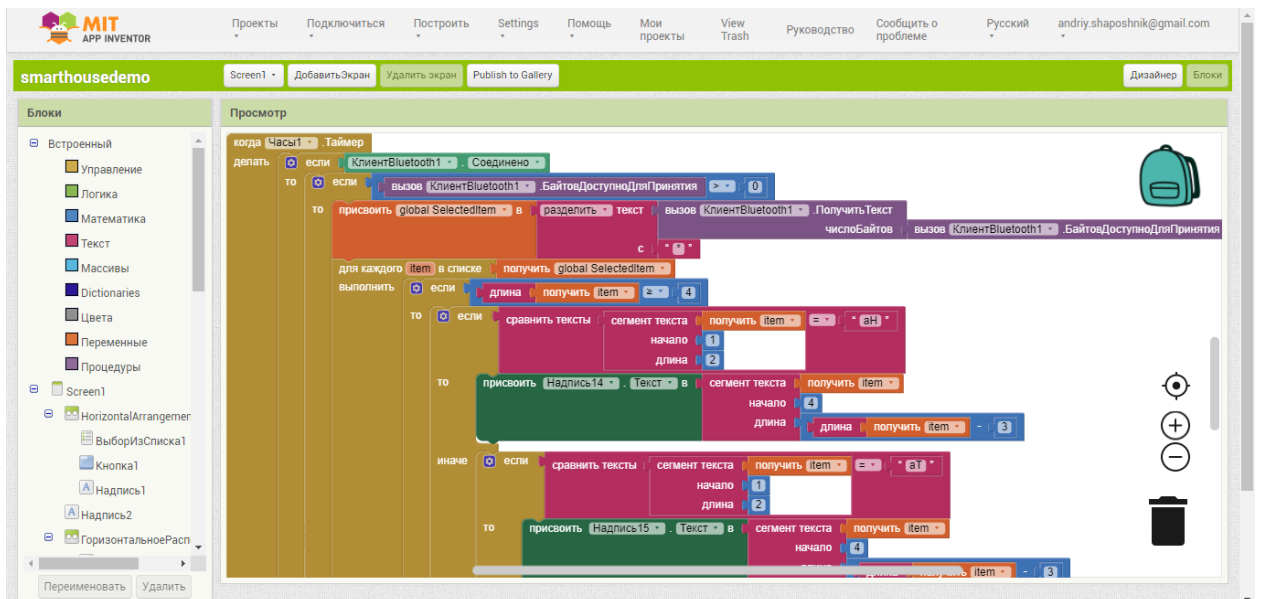 MIT
APP INVENTOR
Проекты Подключиться Построить Settings Помощь Мои проекты View Trash Руководство Сообщить о проблеме Русский andriy.shaposhnik@gmail.com
smarthousedemo
Screen1 ДобавитьЭкран Удалить экран Publish to Gallery Дизайнер Блоки
Блоки
Встроенный
Управление
Логика
Математика
Текст
Массивы
Dictionaries
Цвета
Переменные
Процедуры
Screen1
HorizontalArrangemen
ВыборИзСписка1
Кнопка1
Надпись1
Надпись2
ГоризонтальноеРасп
Переименовать Удалить
Просмотр
когда Часы1 .Таймер
делать если КлиентBluetooth1 . Соединено
то если вызов КлиентBluetooth1 .БайтовДоступноДляПринятия > 0
то присвоить global SelectedItem в разделить текст вызов КлиентBluetooth1 .ПолучитьТекст
числоБайтов вызов КлиентBluetooth1 .БайтовДоступноДляПринятия
с " * "
для каждого item в списке получить global SelectedItem
выполнить если длина получить item ≥ 4
то если сравнить тексты сегмент текста получить item = " aH "
начало 1
длина 2
то присвоить Надпись14 . Текст в сегмент текста получить item
начало 4
длина длина получить item - 3
иначе если сравнить тексты сегмент текста получить item = " aT "
начало 1
длина 2
то присвоить Надпись15 . Текст в сегмент текста получить item
начало 4
item - 3